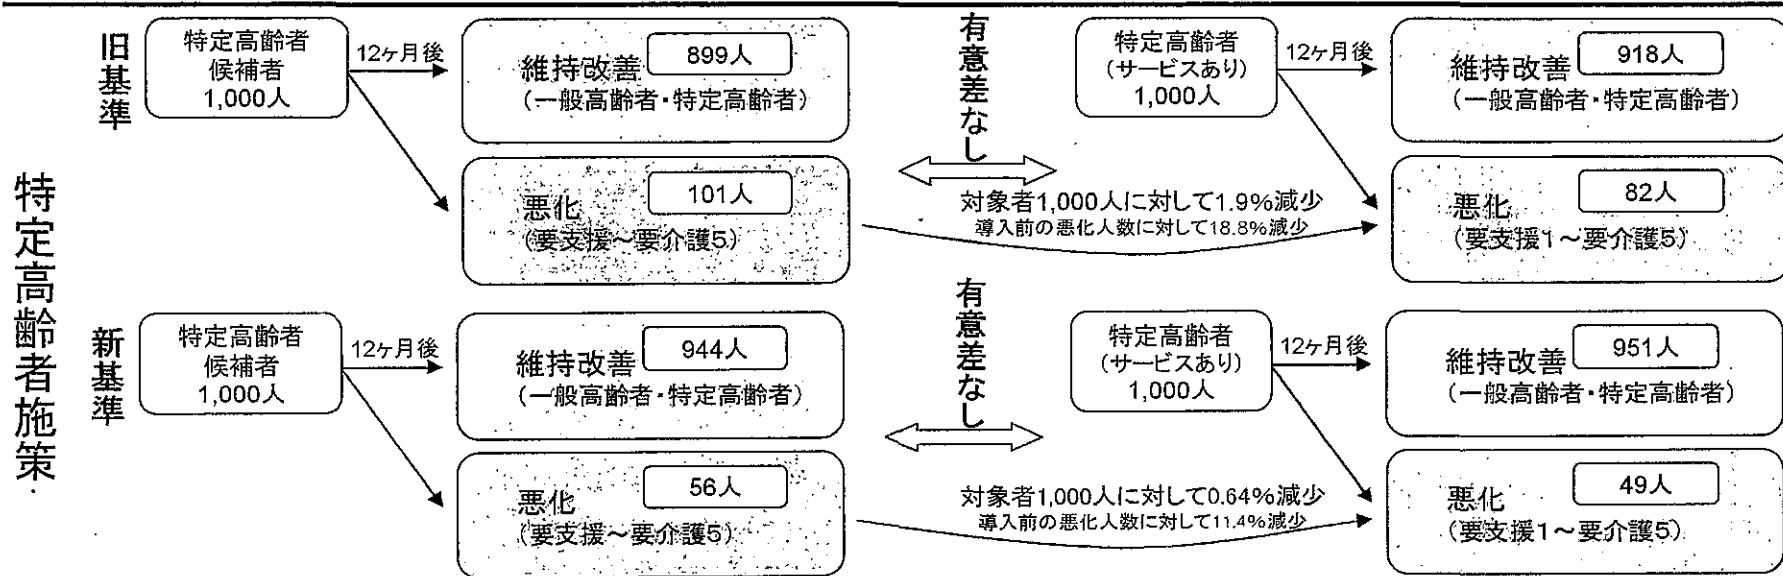 特定高齢者施策
旧基準
特定高齢者
候補者
1,000人
12ヶ月後
維持改善 899人
(一般高齢者・特定高齢者)
悪化 101人
(要支援～要介護5)
有意差なし
対象者1,000人に対して1.9%減少
導入前の悪化人数に対して18.8%減少
特定高齢者
(サービスあり)
1,000人
12ヶ月後
維持改善 918人
(一般高齢者・特定高齢者)
悪化 82人
(要支援1～要介護5)
新基準
特定高齢者
候補者
1,000人
12ヶ月後
維持改善 944人
(一般高齢者・特定高齢者)
悪化 56人
(要支援～要介護5)
有意差なし
対象者1,000人に対して0.64%減少
導入前の悪化人数に対して11.4%減少
特定高齢者
(サービスあり)
1,000人
12ヶ月後
維持改善 951人
(一般高齢者・特定高齢者)
悪化 49人
(要支援1～要介護5)